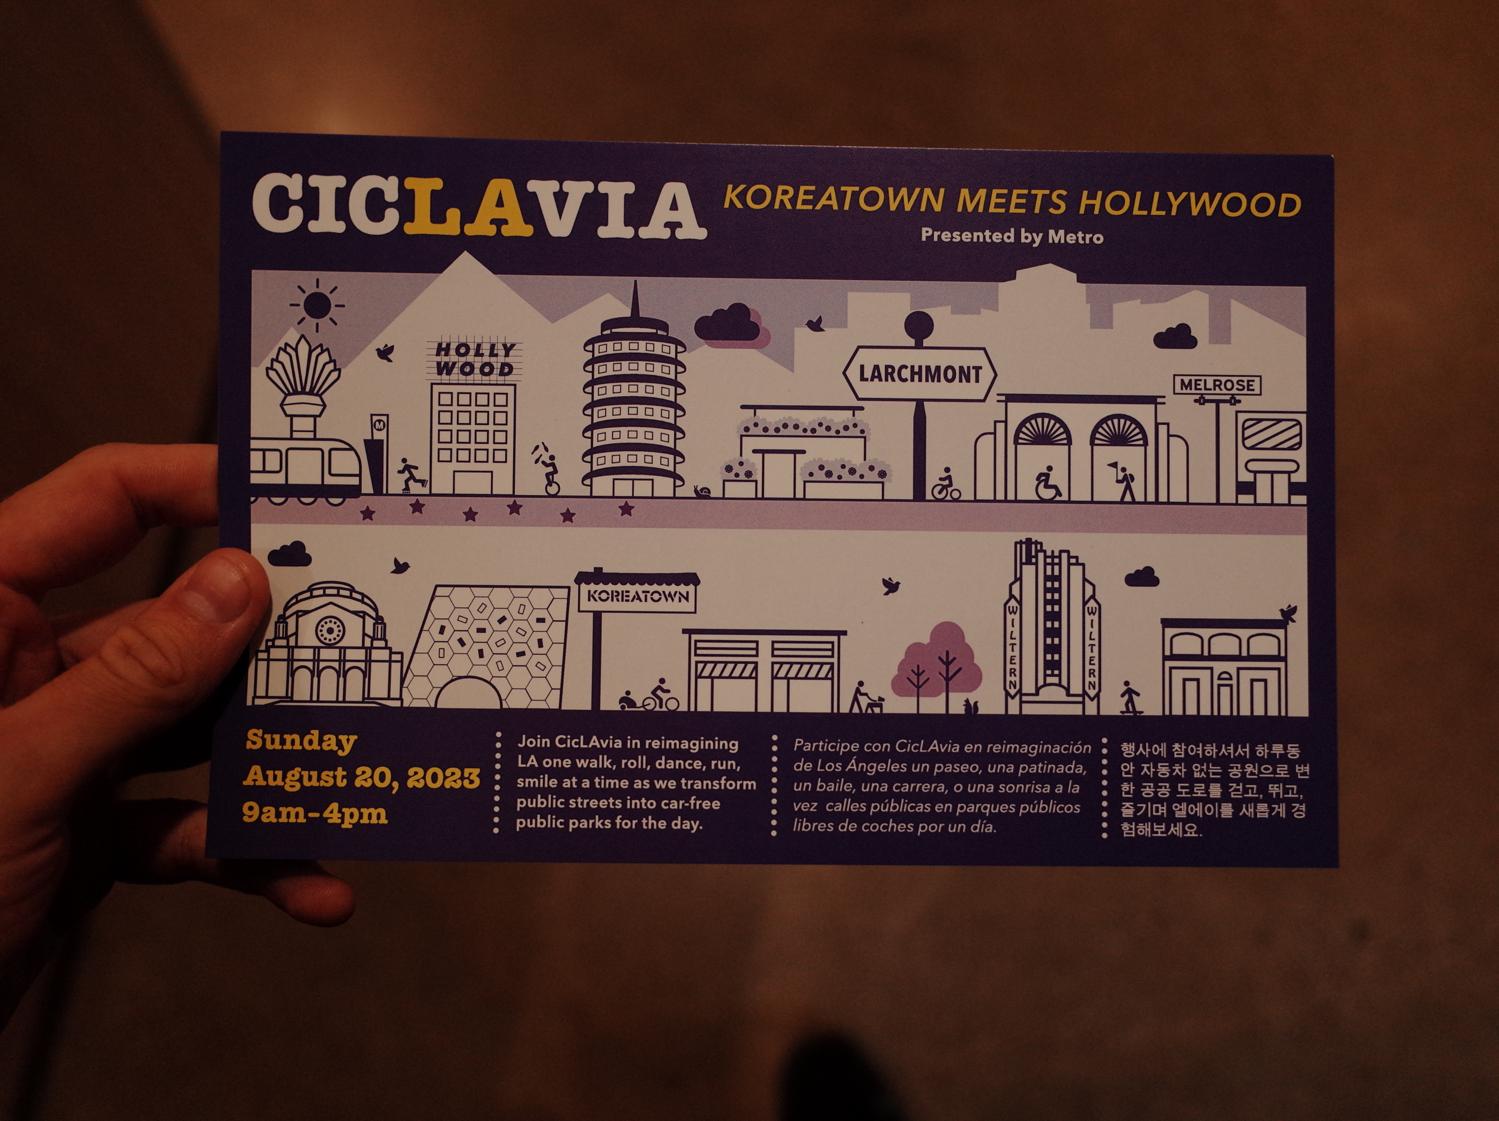 CICLAVIA
KOREATOWN MEETS HOLLYWOOD
Presented by Metro
HOLLY
WOOD
M
LARCHMONT
MELROSE
KOREATOWN
WILTERN
WILTERN
Sunday
August 20, 2023
9am-4pm
Join CicLAvia in reimagining
LA one walk, roll, dance, run,
smile at a time as we transform
public streets into car-free
public parks for the day.
Participe con CicLAvia en reimaginación
de Los Ángeles un paseo, una patinada,
un baile, una carrera, o una sonrisa a la
vez calles públicas en parques públicos
libres de coches por un día.
행사에 참여하셔서 하루동
안 자동차 없는 공원으로 변
한 공공 도로를 걷고, 뛰고,
즐기며 엘에이를 새롭게 경
험해보세요.